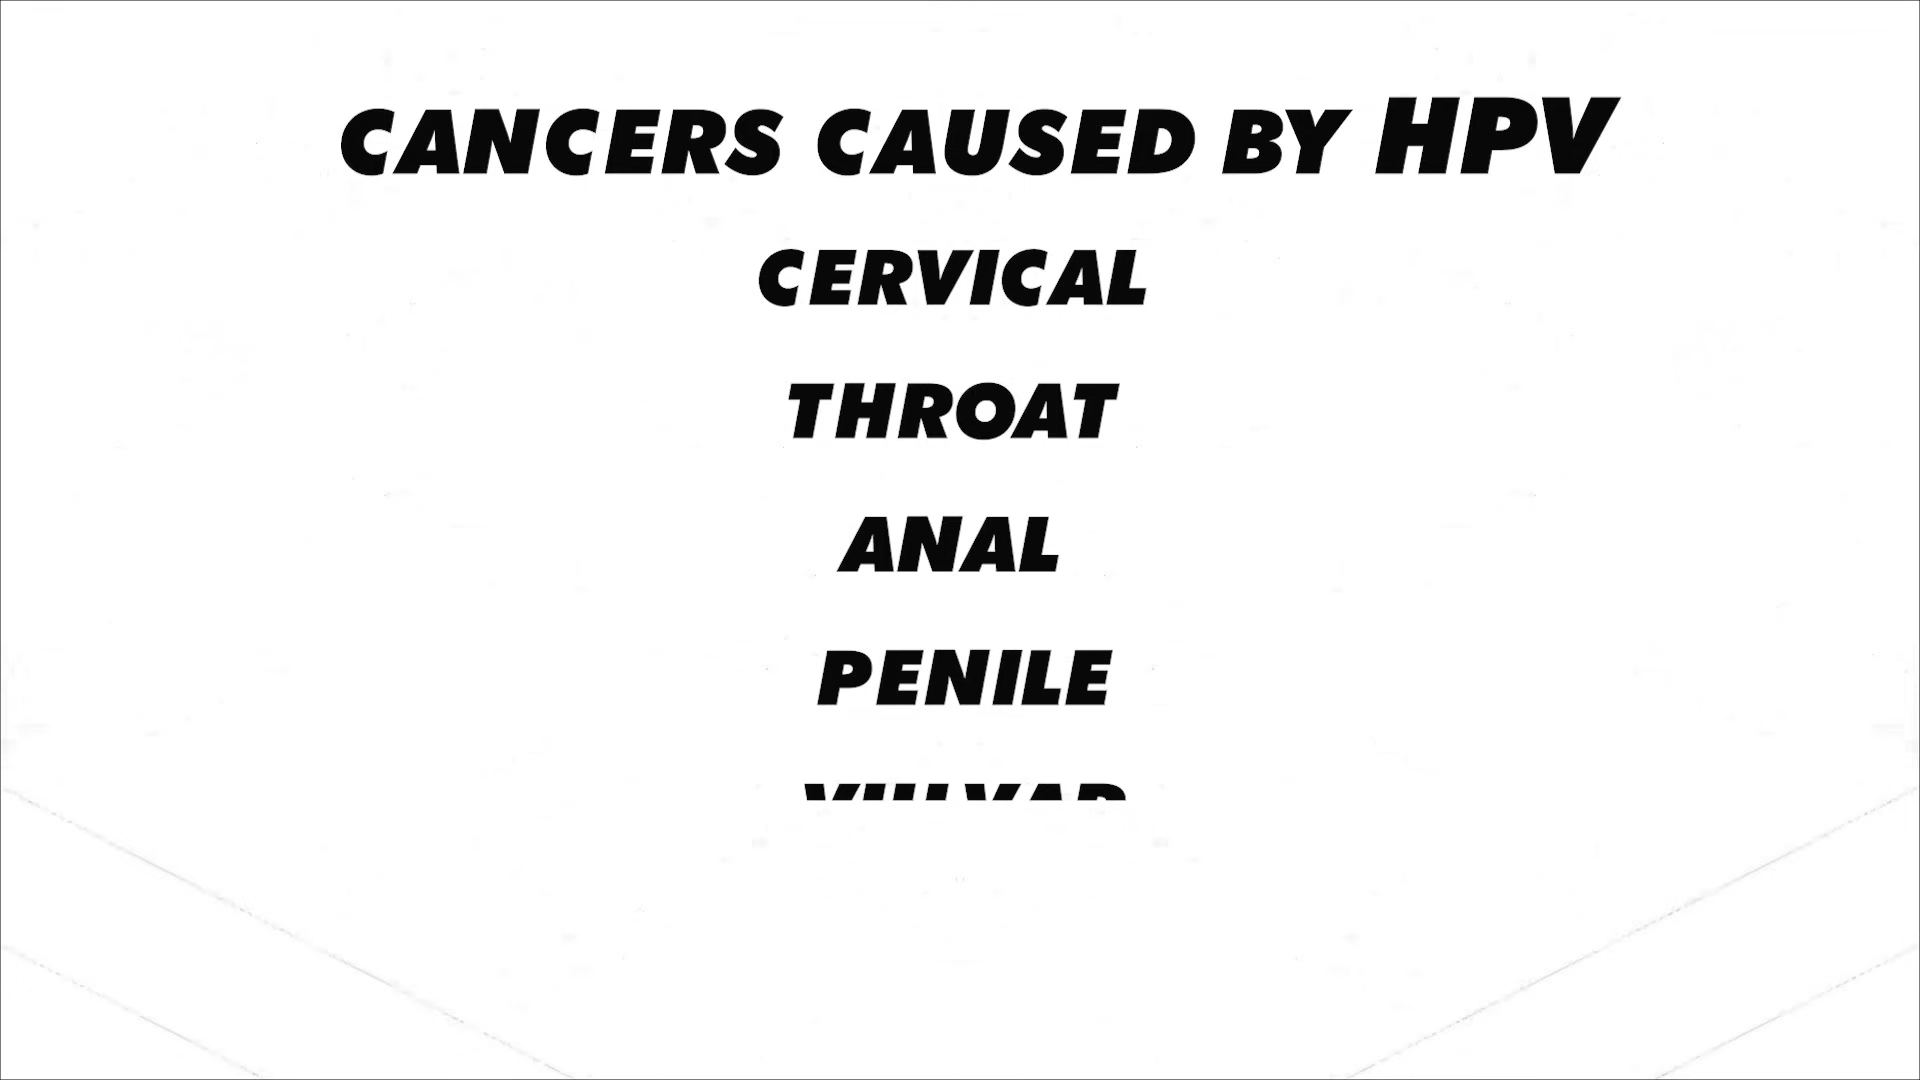 CANCERS CAUSED BY HPV
CERVICAL
THROAT
ANAL
PENILE